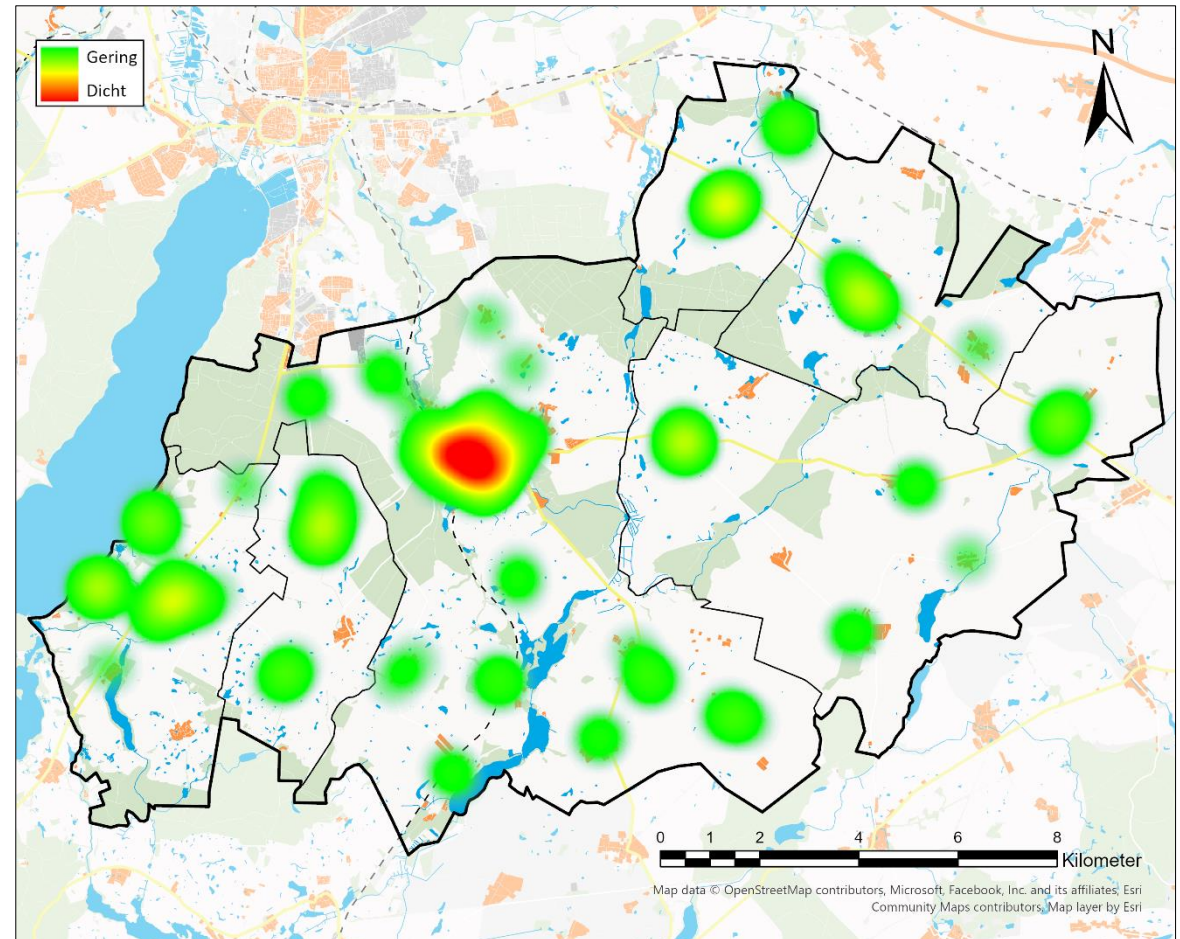 Gering
Dicht
N
0 1 2 4 6 8
Kilometer
Map data © OpenStreetMap contributors, Microsoft, Facebook, Inc. and its affiliates, Esri
Community Maps contributors, Map layer by Esri